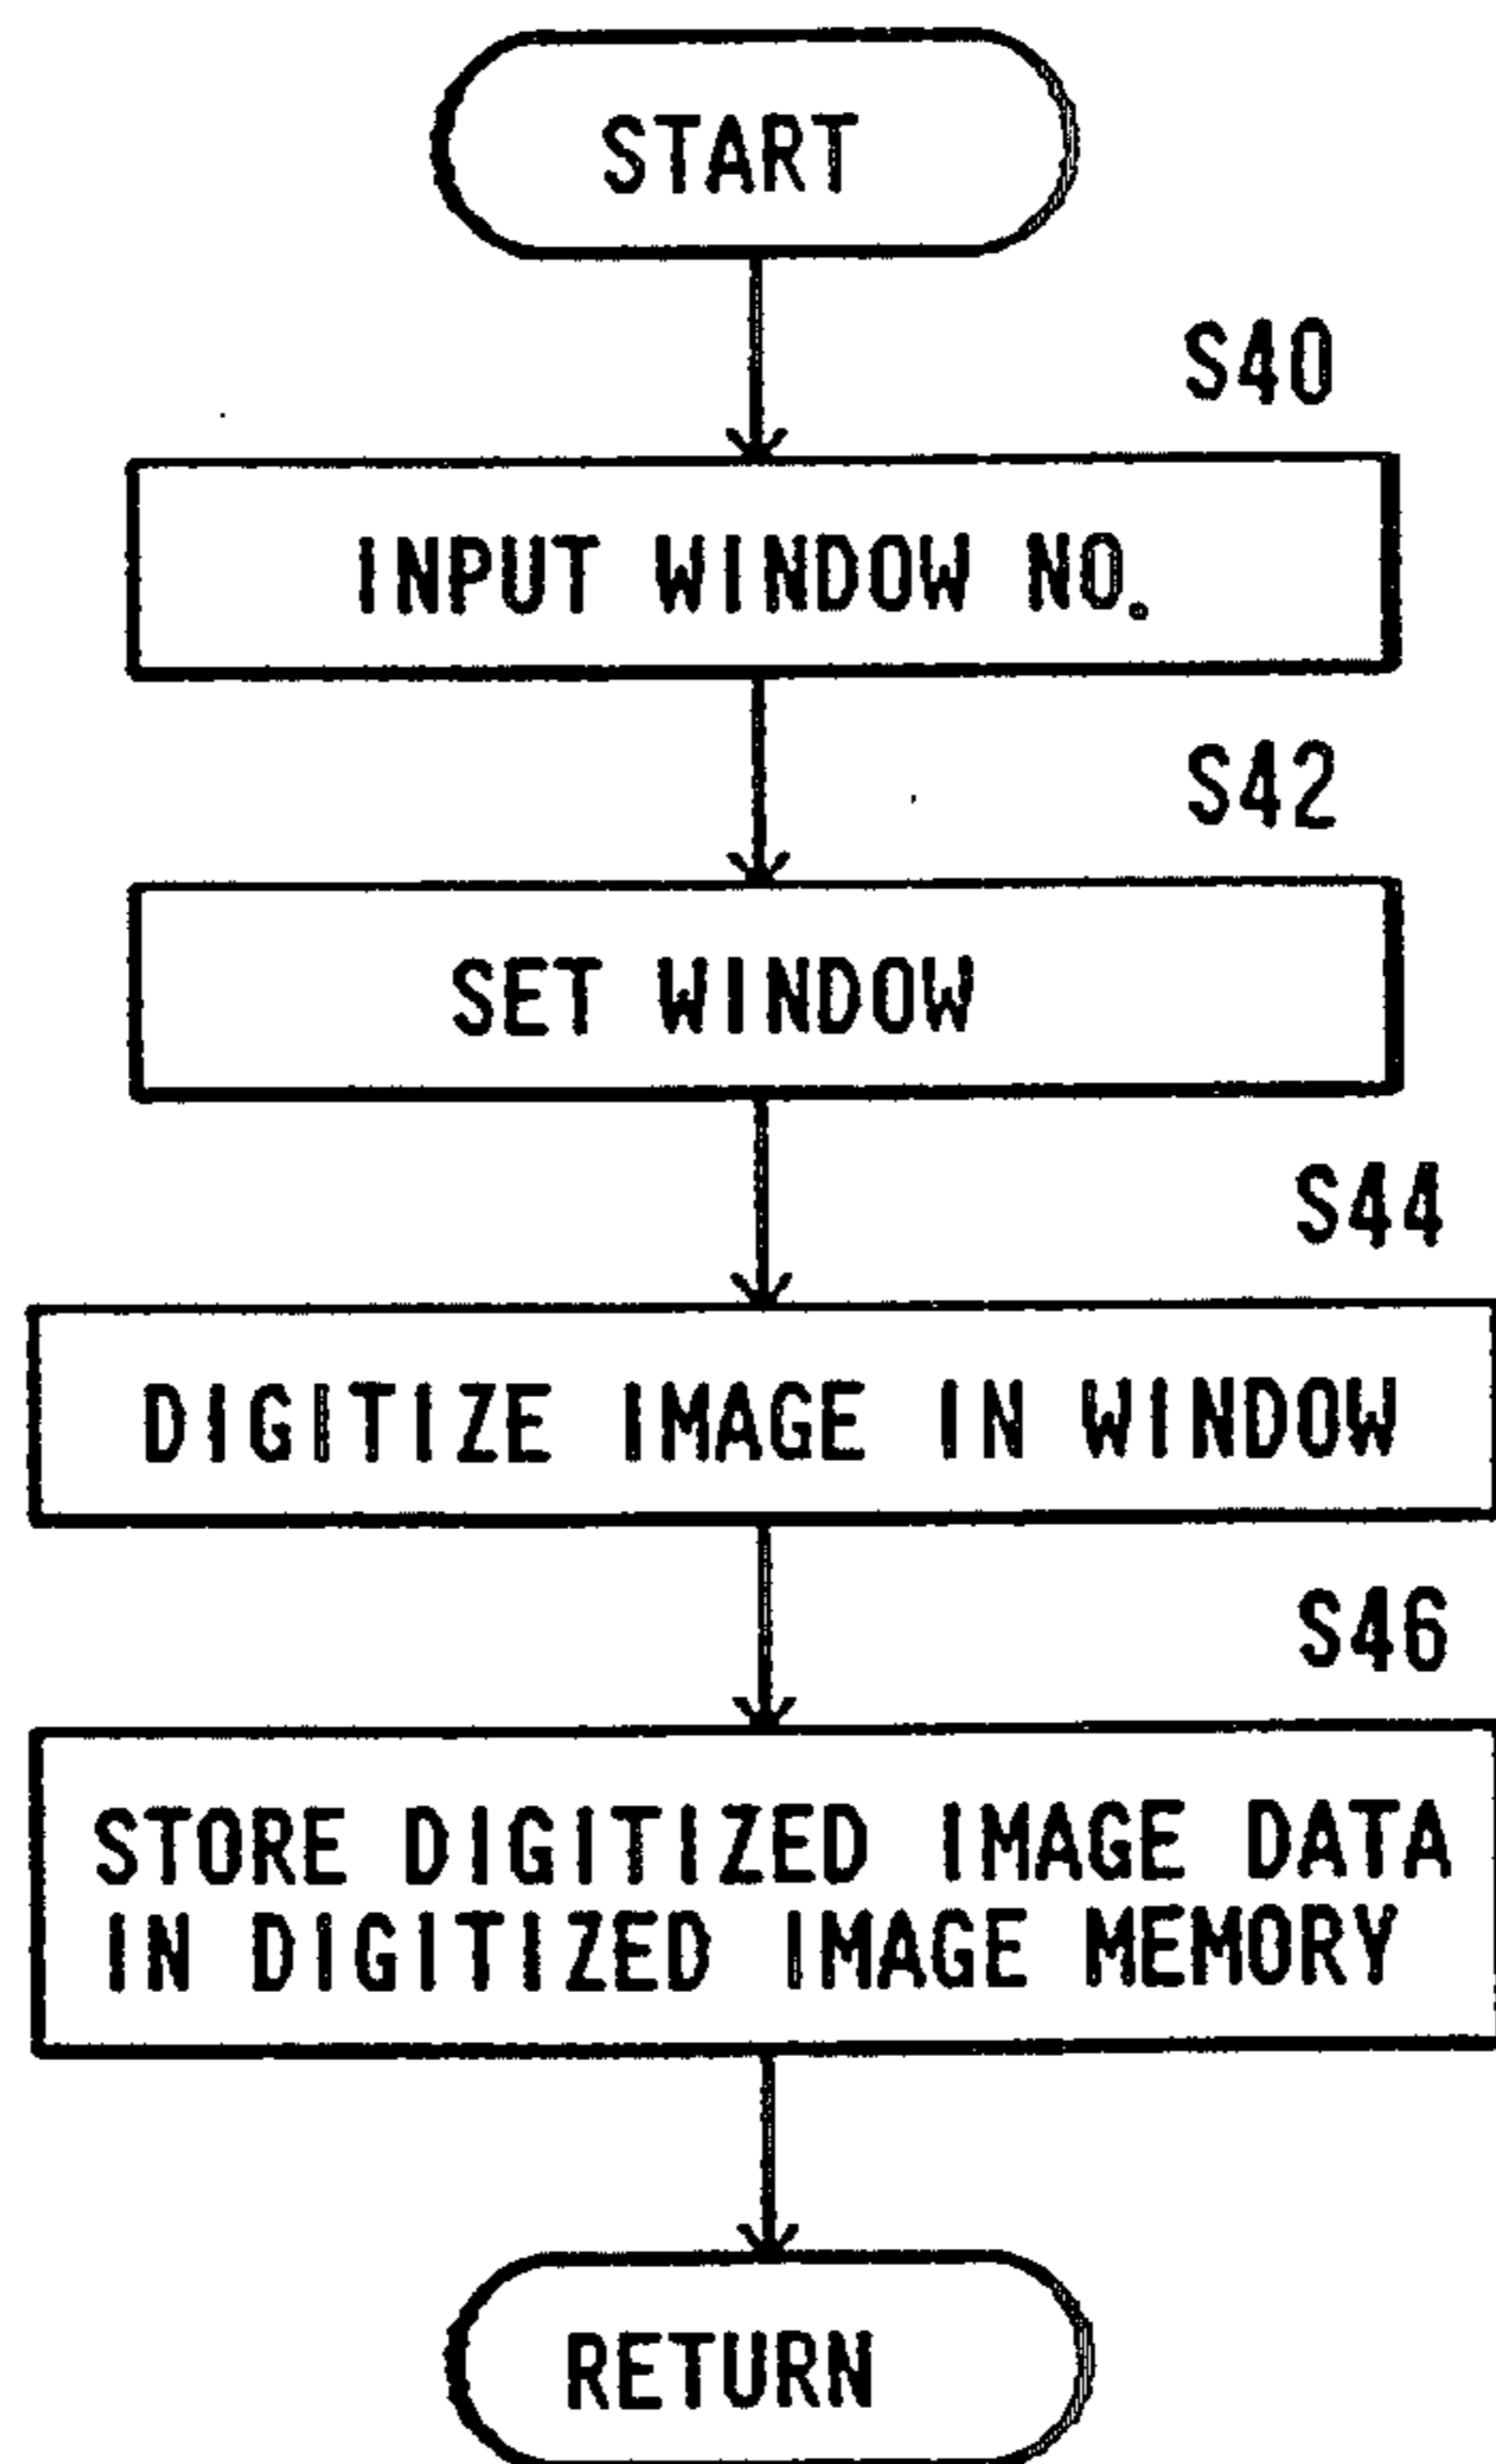 START
S40
INPUT WINDOW NO.
S42
SET WINDOW
S44
DIGITIZE IMAGE IN WINDOW
S46
STORE DIGITIZED IMAGE DATA
IN DIGITIZED IMAGE MEMORY
RETURN